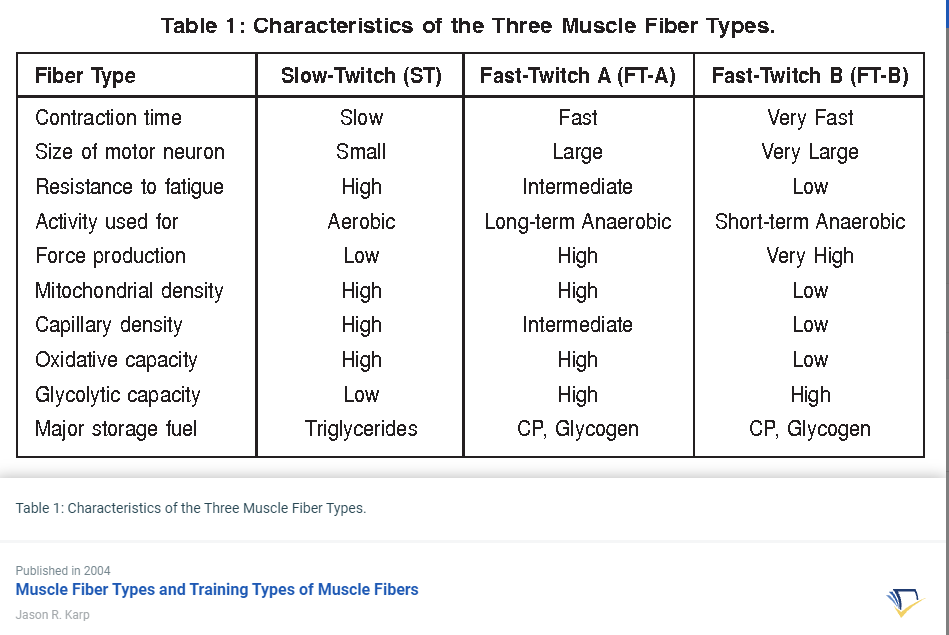 Table 1: Characteristics of the Three Muscle Fiber Types.
Fiber Type Slow-Twitch (ST) Fast-Twitch A (FT-A) Fast-Twitch B (FT-B)
Contraction time Slow Fast Very Fast
Size of motor neuron Small Large Very Large
Resistance to fatigue High Intermediate Low
Activity used for Aerobic Long-term Anaerobic Short-term Anaerobic
Force production Low High Very High
Mitochondrial density High High Low
Capillary density High Intermediate Low
Oxidative capacity High High Low
Glycolytic capacity Low High High
Major storage fuel Triglycerides CP, Glycogen CP, Glycogen
Table 1: Characteristics of the Three Muscle Fiber Types.
Published in 2004
Muscle Fiber Types and Training Types of Muscle Fibers
Jason R. Karp